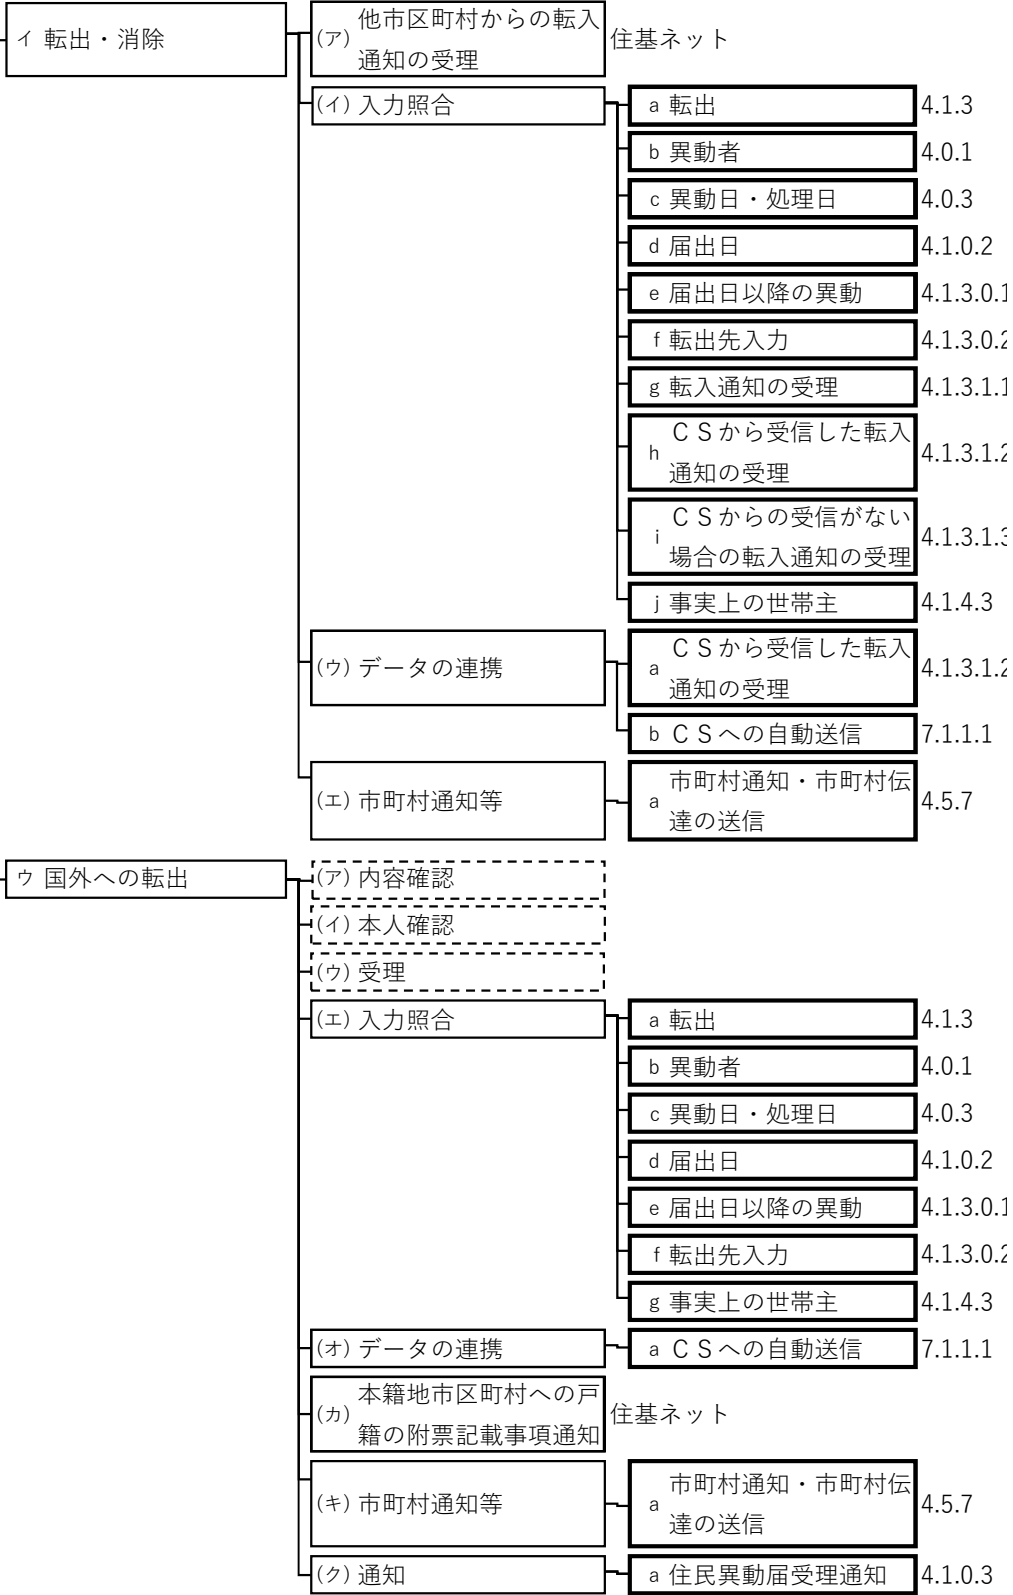 イ 転出・消除
(ア) 他市区町村からの転入
通知の受理
住基ネット
(イ) 入力照合
a 転出 4.1.3
b 異動者 4.0.1
c 異動日・処理日 4.0.3
d 届出日 4.1.0.2
e 届出日以降の異動 4.1.3.0.1
f 転出先入力 4.1.3.0.2
g 転入通知の受理 4.1.3.1.1
h ＣＳから受信した転入
通知の受理
4.1.3.1.2
i ＣＳからの受信がない
場合の転入通知の受理
4.1.3.1.3
j 事実上の世帯主 4.1.4.3
(ウ) データの連携
a ＣＳから受信した転入
通知の受理
4.1.3.1.2
b ＣＳへの自動送信 7.1.1.1
(エ) 市町村通知等
a 市町村通知・市町村伝
達の送信
4.5.7
ウ 国外への転出
(ア) 内容確認
(イ) 本人確認
(ウ) 受理
(エ) 入力照合
a 転出 4.1.3
b 異動者 4.0.1
c 異動日・処理日 4.0.3
d 届出日 4.1.0.2
e 届出日以降の異動 4.1.3.0.1
f 転出先入力 4.1.3.0.2
g 事実上の世帯主 4.1.4.3
(オ) データの連携
a ＣＳへの自動送信 7.1.1.1
(カ) 本籍地市区町村への戸
籍の附票記載事項通知
住基ネット
(キ) 市町村通知等
a 市町村通知・市町村伝
達の送信
4.5.7
(ク) 通知
a 住民異動届受理通知 4.1.0.3